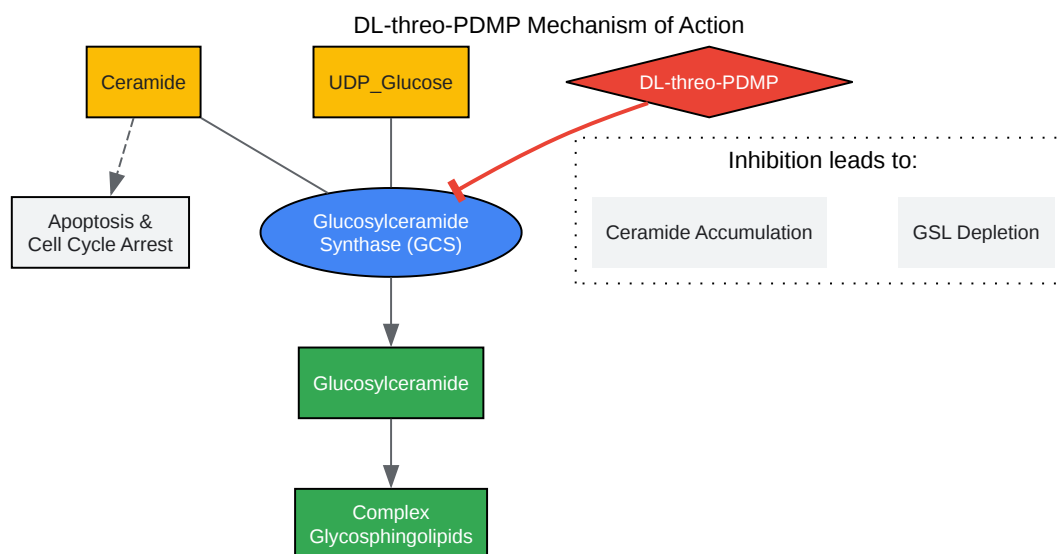 DL-threo-PDMP Mechanism of Action
Ceramide
UDP_Glucose
DL-threo-PDMP
Inhibition leads to:
Apoptosis &
Cell Cycle Arrest
Glucosylceramide
Synthase (GCS)
Ceramide Accumulation
GSL Depletion
Glucosylceramide
Complex
Glycosphingolipids